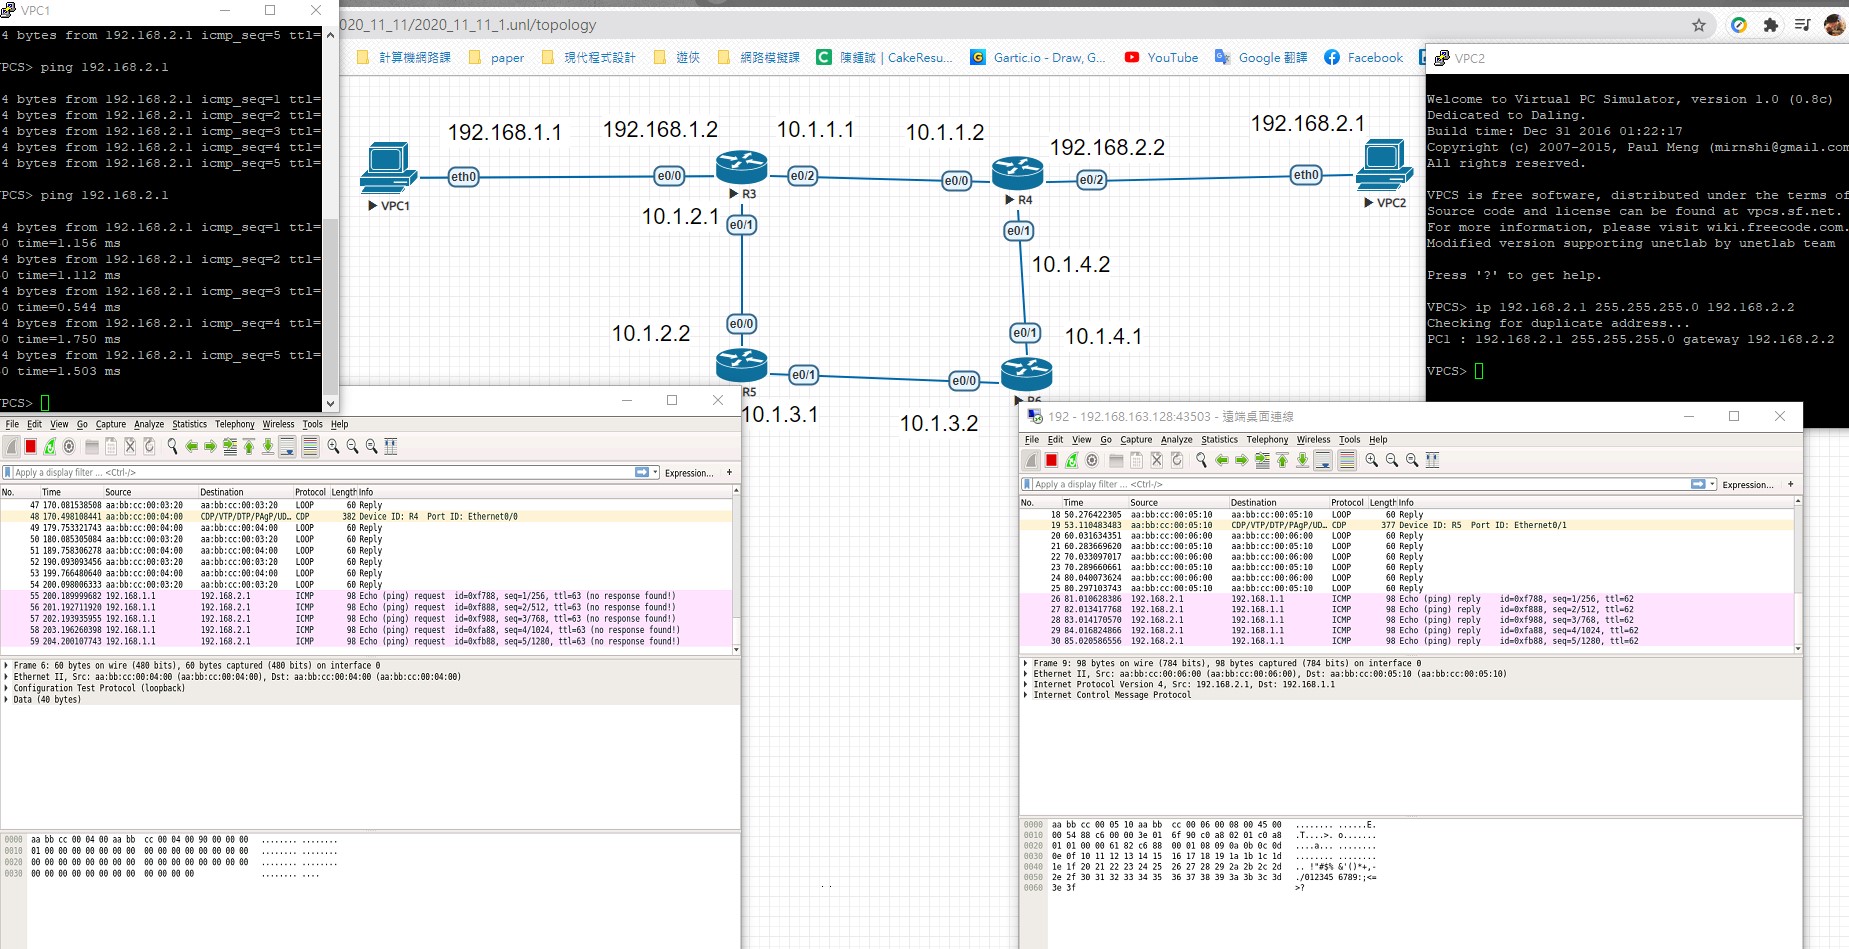 VPC1
4 bytes from 192.168.2.1 icmp_seq=5 ttl=
PCS> ping 192.168.2.1
4 bytes from 192.168.2.1 icmp_seq=1 ttl=
4 bytes from 192.168.2.1 icmp_seq=2 ttl=
4 bytes from 192.168.2.1 icmp_seq=3 ttl=
4 bytes from 192.168.2.1 icmp_seq=4 ttl=
4 bytes from 192.168.2.1 icmp_seq=5 ttl=
PCS> ping 192.168.2.1
4 bytes from 192.168.2.1 icmp_seq=1 ttl=
0 time=1.156 ms
4 bytes from 192.168.2.1 icmp_seq=2 ttl=
0 time=1.112 ms
4 bytes from 192.168.2.1 icmp_seq=3 ttl=
0 time=0.544 ms
4 bytes from 192.168.2.1 icmp_seq=4 ttl=
0 time=1.750 ms
4 bytes from 192.168.2.1 icmp_seq=5 ttl=
0 time=1.503 ms
VPCS>
020_11_11/2020_11_11_1.unl/topology
計算機網路課 paper 現代程式設計 遊俠 網路模擬課 陳鍾誠 | CakeResu... Gartic.io - Draw, G... YouTube Google 翻譯 Facebook
192.168.1.1 192.168.1.2 10.1.1.1 10.1.1.2 192.168.2.2 192.168.2.1
eth0 e0/0 e0/2 e0/0 e0/2 eth0
VPC1 R3 R4 VPC2
10.1.2.1 e0/1 e0/1
10.1.4.2
10.1.2.2 e0/0 e0/1 10.1.4.1
e0/1 e0/0
R5 R6
10.1.3.1 10.1.3.2
VPC2
Welcome to Virtual PC Simulator, version 1.0 (0.8c)
Dedicated to Daling.
Build time: Dec 31 2016 01:22:17
Copyright (c) 2007-2015, Paul Meng (mirnshi@gmail.com
All rights reserved.
VPCS is free software, distributed under the terms of
Source code and license can be found at vpcs.sf.net.
For more information, please visit wiki.freecode.com.
Modified version supporting unetlab by unetlab team
Press '?' to get help.
VPCS> ip 192.168.2.1 255.255.255.0 192.168.2.2
Checking for duplicate address...
PC1 : 192.168.2.1 255.255.255.0 gateway 192.168.2.2
VPCS>
File Edit View Go Capture Analyze Statistics Telephony Wireless Tools Help
Apply a display filter ... <Ctrl-/> Expression... +
No. Time Source Destination Protocol Length Info
47 170.081538508 aa:bb:cc:00:03:20 aa:bb:cc:00:03:20 LOOP 60 Reply
48 170.498108441 aa:bb:cc:00:04:00 CDP/VTP/DTP/PAgP/UD… CDP 382 Device ID: R4 Port ID: Ethernet0/0
49 179.753321743 aa:bb:cc:00:04:00 aa:bb:cc:00:04:00 LOOP 60 Reply
50 180.085305084 aa:bb:cc:00:03:20 aa:bb:cc:00:03:20 LOOP 60 Reply
51 189.758306278 aa:bb:cc:00:04:00 aa:bb:cc:00:04:00 LOOP 60 Reply
52 190.093093456 aa:bb:cc:00:03:20 aa:bb:cc:00:03:20 LOOP 60 Reply
53 199.766480640 aa:bb:cc:00:04:00 aa:bb:cc:00:04:00 LOOP 60 Reply
54 200.098006333 aa:bb:cc:00:03:20 aa:bb:cc:00:03:20 LOOP 60 Reply
55 200.189999682 192.168.1.1 192.168.2.1 ICMP 98 Echo (ping) request id=0xf788, seq=1/256, ttl=63 (no response found!)
56 201.192711920 192.168.1.1 192.168.2.1 ICMP 98 Echo (ping) request id=0xf888, seq=2/512, ttl=63 (no response found!)
57 202.193935955 192.168.1.1 192.168.2.1 ICMP 98 Echo (ping) request id=0xf988, seq=3/768, ttl=63 (no response found!)
58 203.196260398 192.168.1.1 192.168.2.1 ICMP 98 Echo (ping) request id=0xfa88, seq=4/1024, ttl=63 (no response found!)
59 204.200107743 192.168.1.1 192.168.2.1 ICMP 98 Echo (ping) request id=0xfb88, seq=5/1280, ttl=63 (no response found!)
Frame 6: 60 bytes on wire (480 bits), 60 bytes captured (480 bits) on interface 0
Ethernet II, Src: aa:bb:cc:00:04:00 (aa:bb:cc:00:04:00), Dst: aa:bb:cc:00:04:00 (aa:bb:cc:00:04:00)
Configuration Test Protocol (loopback)
Data (40 bytes)
0000 aa bb cc 00 04 00 aa bb cc 00 04 00 90 00 00 00 ........ ........
0010 01 00 00 00 00 00 00 00 00 00 00 00 00 00 00 00 ........ ........
0020 00 00 00 00 00 00 00 00 00 00 00 00 00 00 00 00 ........ ........
0030 00 00 00 00 00 00 00 00 00 00 00 00 ........ ....
192 - 192.168.163.128:43503 - 遠端桌面連線
File Edit View Go Capture Analyze Statistics Telephony Wireless Tools Help
Apply a display filter ... <Ctrl-/> Expression... +
No. Time Source Destination Protocol Length Info
18 50.276422305 aa:bb:cc:00:05:10 aa:bb:cc:00:05:10 LOOP 60 Reply
19 53.110483483 aa:bb:cc:00:05:10 CDP/VTP/DTP/PAgP/UD… CDP 377 Device ID: R5 Port ID: Ethernet0/1
20 60.031634351 aa:bb:cc:00:06:00 aa:bb:cc:00:06:00 LOOP 60 Reply
21 60.283669620 aa:bb:cc:00:05:10 aa:bb:cc:00:05:10 LOOP 60 Reply
22 70.033097017 aa:bb:cc:00:06:00 aa:bb:cc:00:06:00 LOOP 60 Reply
23 70.289660661 aa:bb:cc:00:05:10 aa:bb:cc:00:05:10 LOOP 60 Reply
24 80.040073624 aa:bb:cc:00:06:00 aa:bb:cc:00:06:00 LOOP 60 Reply
25 80.297193743 aa:bb:cc:00:05:10 aa:bb:cc:00:05:10 LOOP 60 Reply
26 81.010628386 192.168.2.1 192.168.1.1 ICMP 98 Echo (ping) reply id=0xf788, seq=1/256, ttl=62
27 82.013417768 192.168.2.1 192.168.1.1 ICMP 98 Echo (ping) reply id=0xf888, seq=2/512, ttl=62
28 83.014170570 192.168.2.1 192.168.1.1 ICMP 98 Echo (ping) reply id=0xf988, seq=3/768, ttl=62
29 84.016824866 192.168.2.1 192.168.1.1 ICMP 98 Echo (ping) reply id=0xfa88, seq=4/1024, ttl=62
30 85.020586556 192.168.2.1 192.168.1.1 ICMP 98 Echo (ping) reply id=0xfb88, seq=5/1280, ttl=62
Frame 9: 98 bytes on wire (784 bits), 98 bytes captured (784 bits) on interface 0
Ethernet II, Src: aa:bb:cc:00:06:00 (aa:bb:cc:00:06:00), Dst: aa:bb:cc:00:05:10 (aa:bb:cc:00:05:10)
Internet Protocol Version 4, Src: 192.168.2.1, Dst: 192.168.1.1
Internet Control Message Protocol
0000 aa bb cc 00 05 10 aa bb cc 00 06 00 08 00 45 00 ........ ......E.
0010 00 54 88 c6 00 00 3e 01 6f 90 c0 a8 02 01 c0 a8 .T....>. o.......
0020 01 01 00 00 61 82 c6 88 00 01 08 09 0a 0b 0c 0d ....a... ........
0030 0e 0f 10 11 12 13 14 15 16 17 18 19 1a 1b 1c 1d ........ ........
0040 1e 1f 20 21 22 23 24 25 26 27 28 29 2a 2b 2c 2d .. !"#$% &'()*+,-
0050 2e 2f 30 31 32 33 34 35 36 37 38 39 3a 3b 3c 3d ./012345 6789:;<=
0060 3e 3f >?